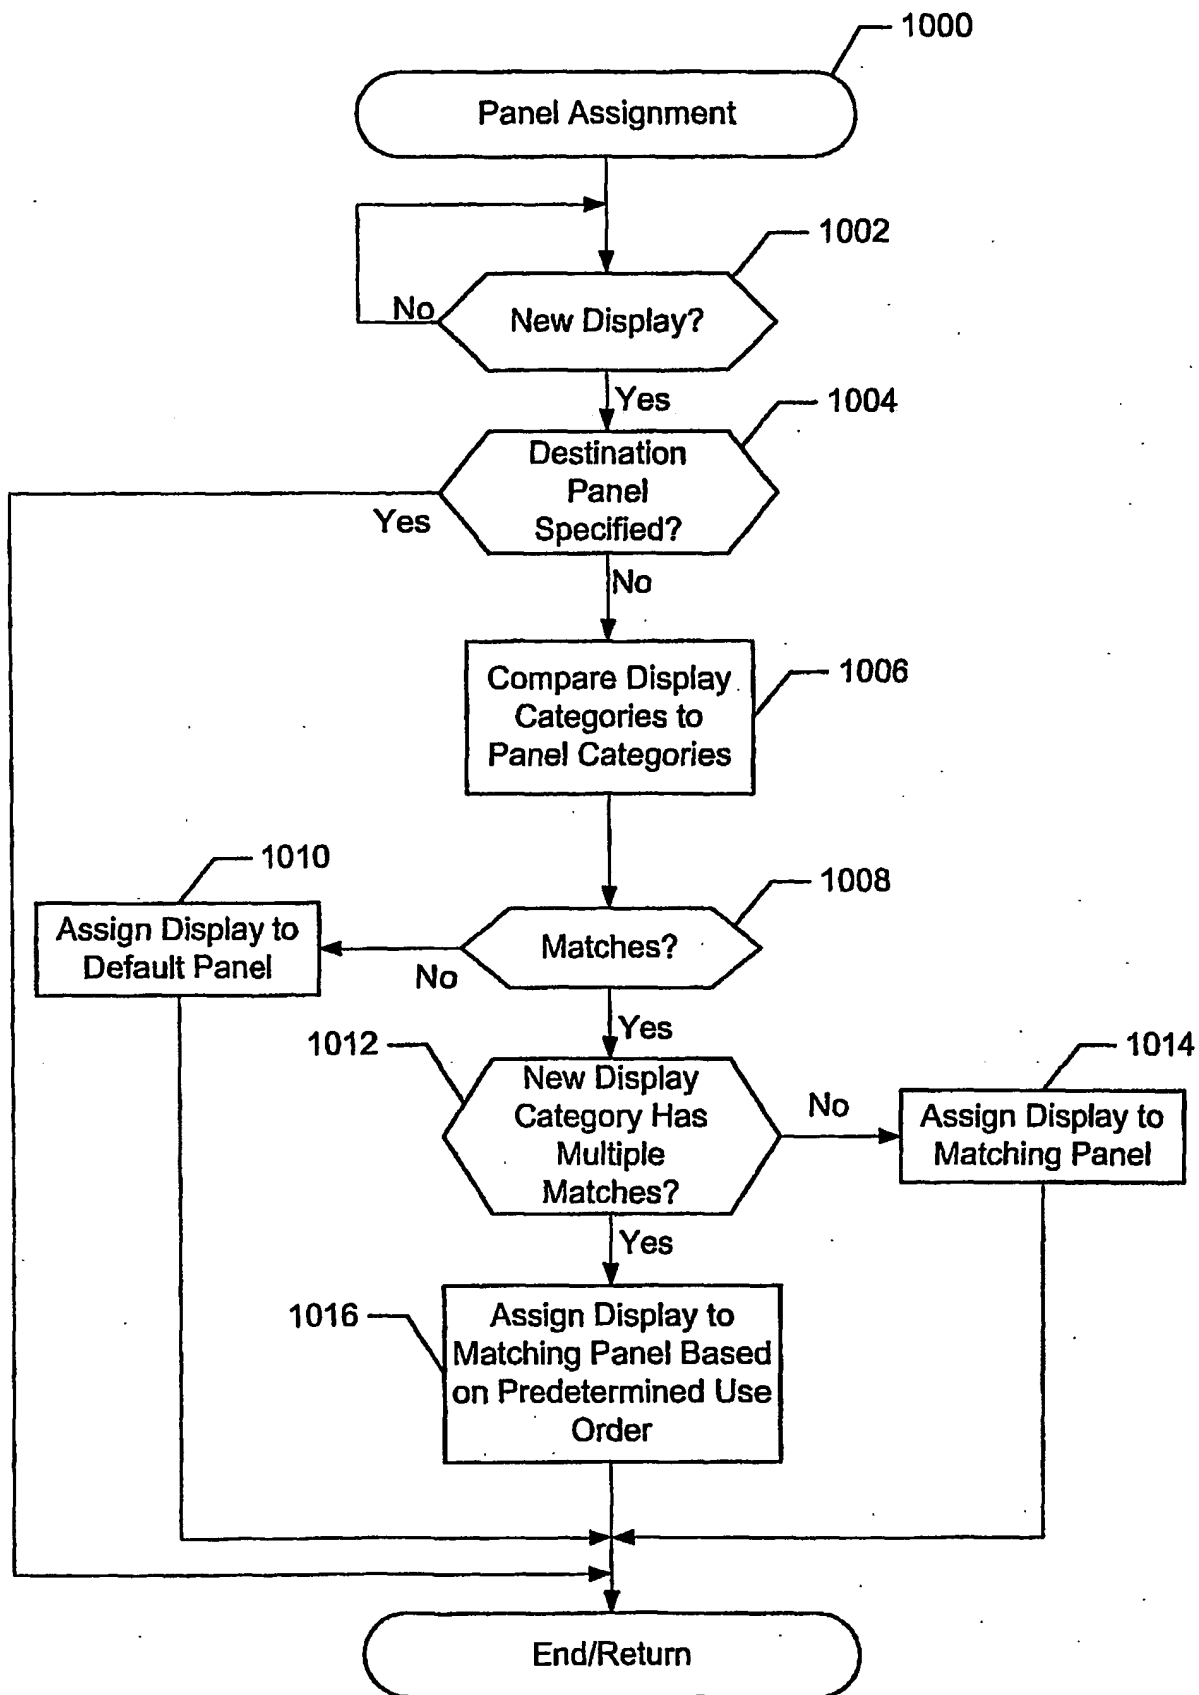 1000
Panel Assignment
1002
New Display?
No
Yes
1004
Destination
Panel
Specified?
Yes
No
1006
Compare Display
Categories to
Panel Categories
1008
Matches?
1010
Assign Display to
Default Panel
No
Yes
1012
New Display
Category Has
Multiple
Matches?
No
1014
Assign Display to
Matching Panel
Yes
1016
Assign Display to
Matching Panel Based
on Predetermined Use
Order
End/Return